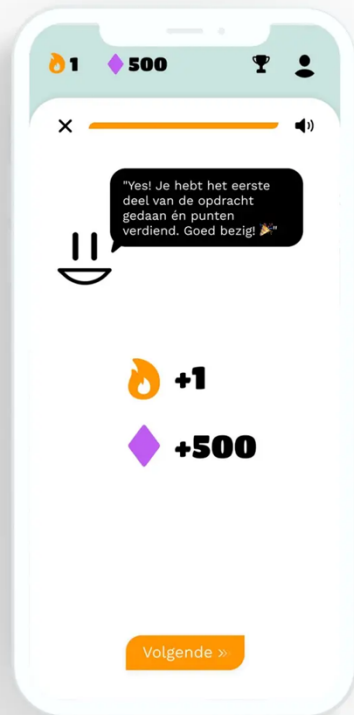 1 500
"Yes! Je hebt het eerste
deel van de opdracht
gedaan én punten
verdiend. Goed bezig! 🎉"
+1
+500
Volgende »